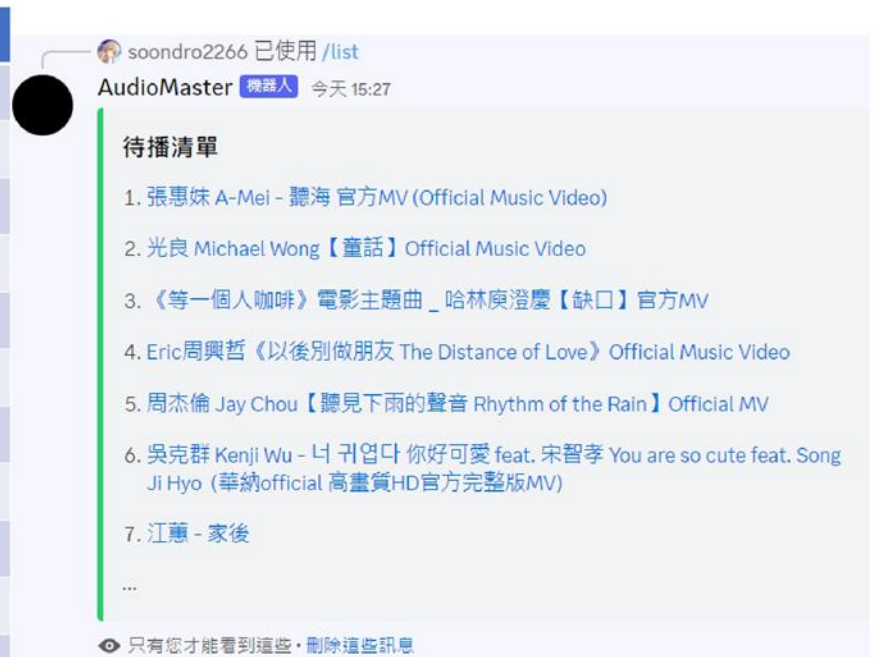 soondro2266 已使用 /list
AudioMaster 機器人 今天 15:27
待播清單
1. 張惠妹 A-Mei - 聽海 官方MV (Official Music Video)
2. 光良 Michael Wong【童話】Official Music Video
3. 《等一個人咖啡》電影主題曲 _ 哈林庾澄慶【缺口】官方MV
4. Eric周興哲《以後別做朋友 The Distance of Love》Official Music Video
5. 周杰倫 Jay Chou【聽見下雨的聲音 Rhythm of the Rain】Official MV
6. 吳克群 Kenji Wu - 너 귀엽다 你好可愛 feat. 宋智孝 You are so cute feat. Song
Ji Hyo (華納official 高畫質HD官方完整版MV)
7. 江蕙 - 家後
...
只有您才能看到這些 • 刪除這些訊息